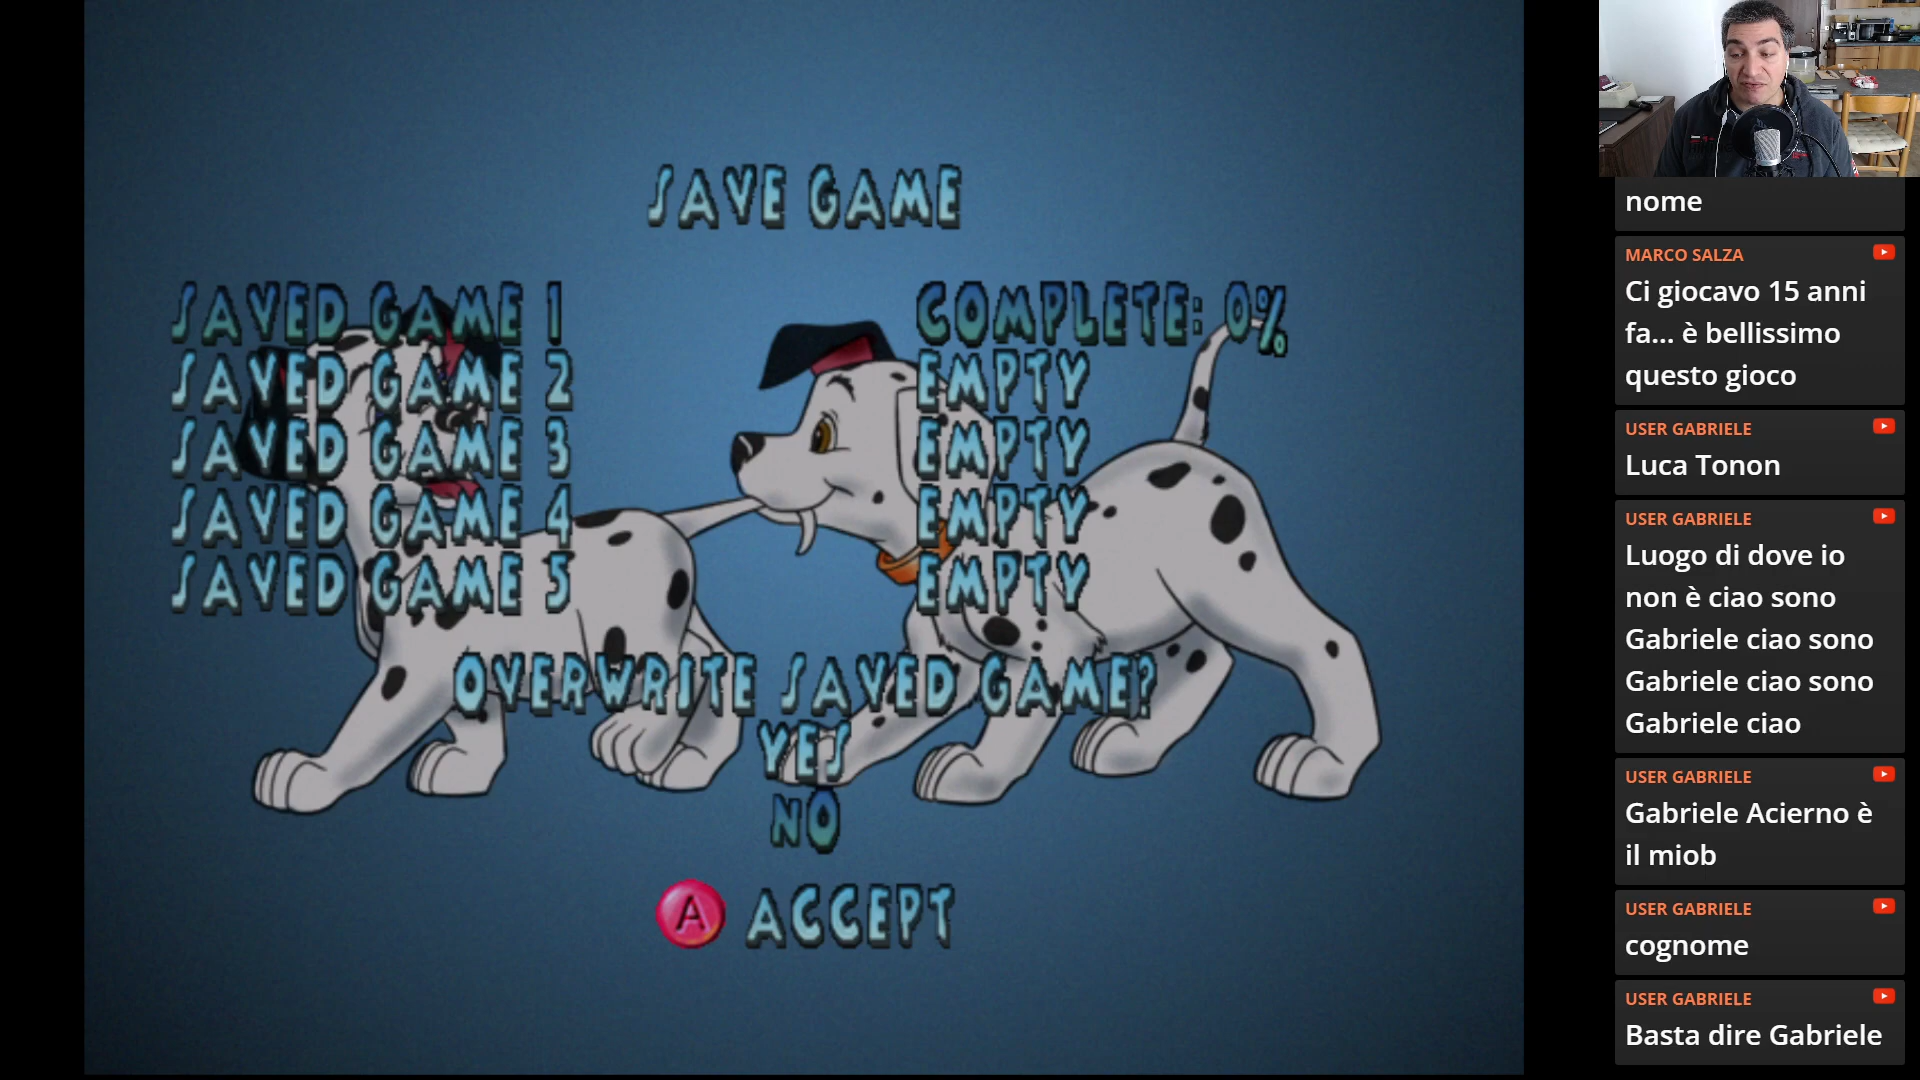 SAVE GAME
SAVED GAME 1 COMPLETE: 0%
SAVED GAME 2 EMPTY
SAVED GAME 3 EMPTY
SAVED GAME 4 EMPTY
SAVED GAME 5 EMPTY
OVERWRITE SAVED GAME?
YES
NO
A ACCEPT
nome
MARCO SALZA
Ci giocavo 15 anni
fa... è bellissimo
questo gioco
USER GABRIELE
Luca Tonon
USER GABRIELE
Luogo di dove io
non è ciao sono
Gabriele ciao sono
Gabriele ciao sono
Gabriele ciao
USER GABRIELE
Gabriele Acierno è
il miob
USER GABRIELE
cognome
USER GABRIELE
Basta dire Gabriele